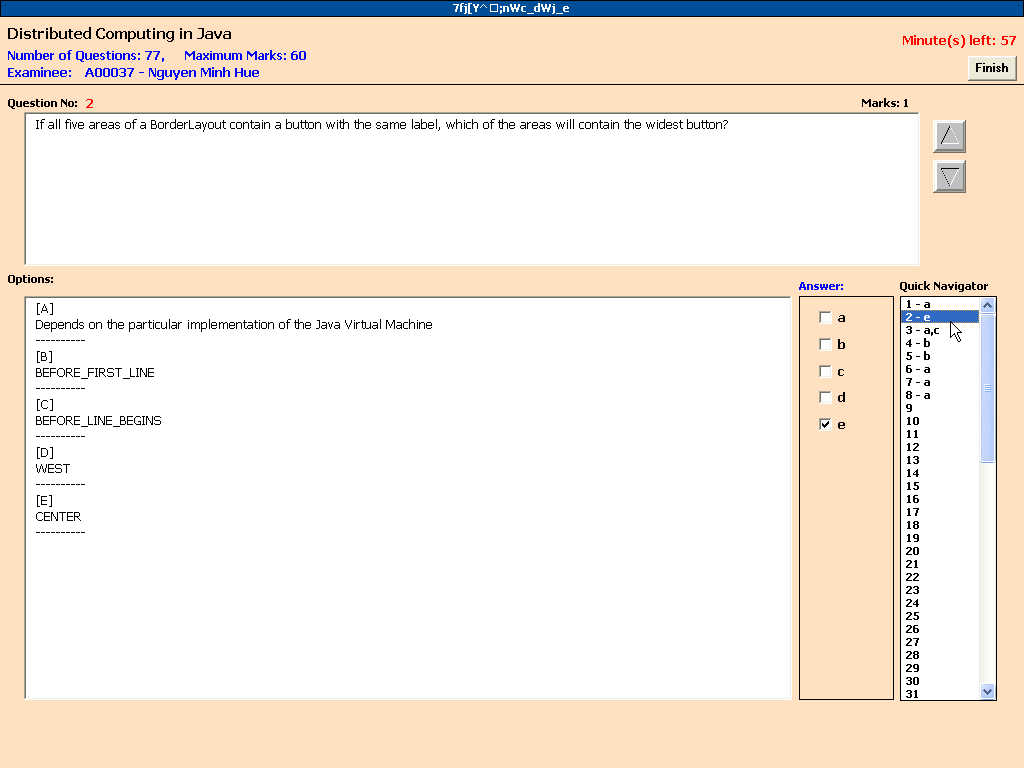 7fj[Y^□;nWc_dWj_e
Distributed Computing in Java
Number of Questions: 77, Maximum Marks: 60
Minute(s) left: 57
Examinee: A00037 - Nguyen Minh Hue
Finish
Question No: 2
Marks: 1
If all five areas of a BorderLayout contain a button with the same label, which of the areas will contain the widest button?
Options:
[A]
Depends on the particular implementation of the Java Virtual Machine
----------
[B]
BEFORE_FIRST_LINE
----------
[C]
BEFORE_LINE_BEGINS
----------
[D]
WEST
----------
[E]
CENTER
----------
Answer:
a
b
c
d
e
Quick Navigator
1 - a
2 - e
3 - a,c
4 - b
5 - b
6 - a
7 - a
8 - a
9
10
11
12
13
14
15
16
17
18
19
20
21
22
23
24
25
26
27
28
29
30
31